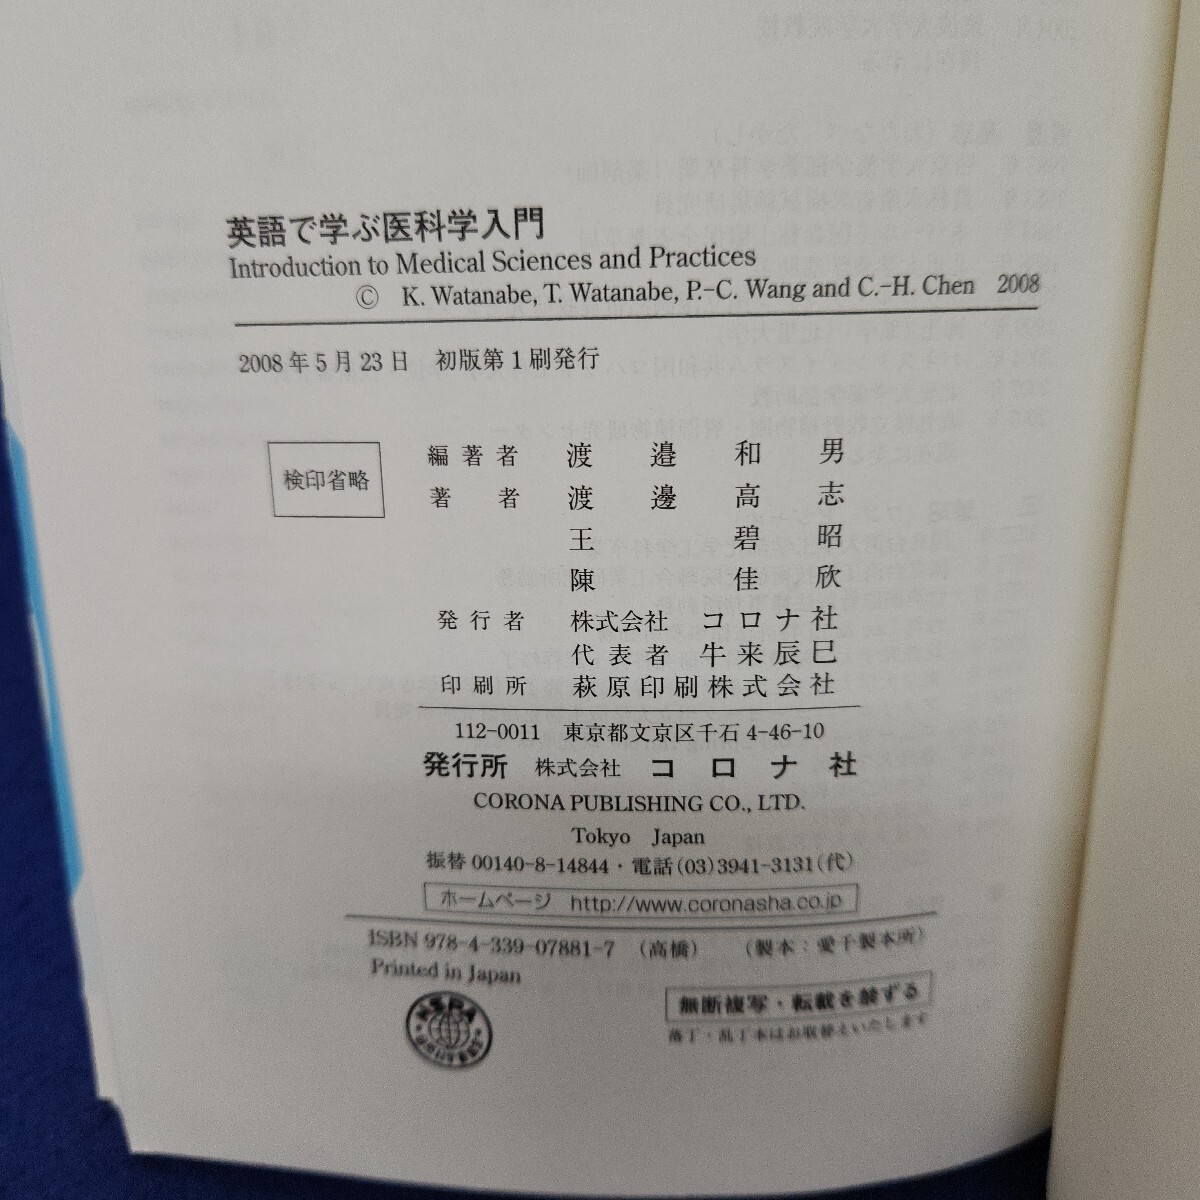 英語で学ぶ医科学入門
Introduction to Medical Sciences and Practices
© K. Watanabe, T. Watanabe, P.-C. Wang and C.-H. Chen 2008
2008年5月23日 初版第1刷発行
検印省略
編著者 渡邉和男
著者 渡邊高志
王碧昭
陳佳欣
発行者 株式会社 コロナ社
代表者 牛来辰巳
印刷所 萩原印刷株式会社
112-0011 東京都文京区千石4-46-10
発行所 株式会社 コロナ社
CORONA PUBLISHING CO., LTD.
Tokyo Japan
振替00140-8-14844・電話(03)3941-3131(代)
ホームページ http://www.coronasha.co.jp
ISBN 978-4-339-07881-7 (高橋) (製本:愛千製本所)
Printed in Japan
無断複写・転載を禁ずる
落丁・乱丁本はお取替えいたします